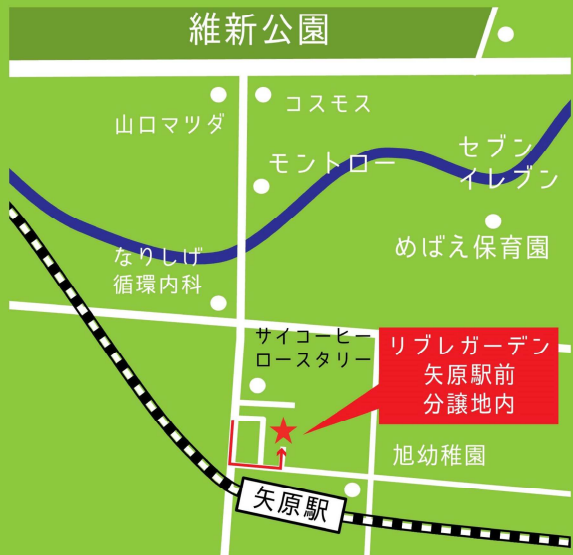 維新公園
コスモス
山口マツダ
セブン
イレブン
モントロー
めばえ保育園
なりしげ
循環内科
サイコーヒー
ロースタリー
リブレガーデン
矢原駅前
分譲地内
旭幼稚園
矢原駅